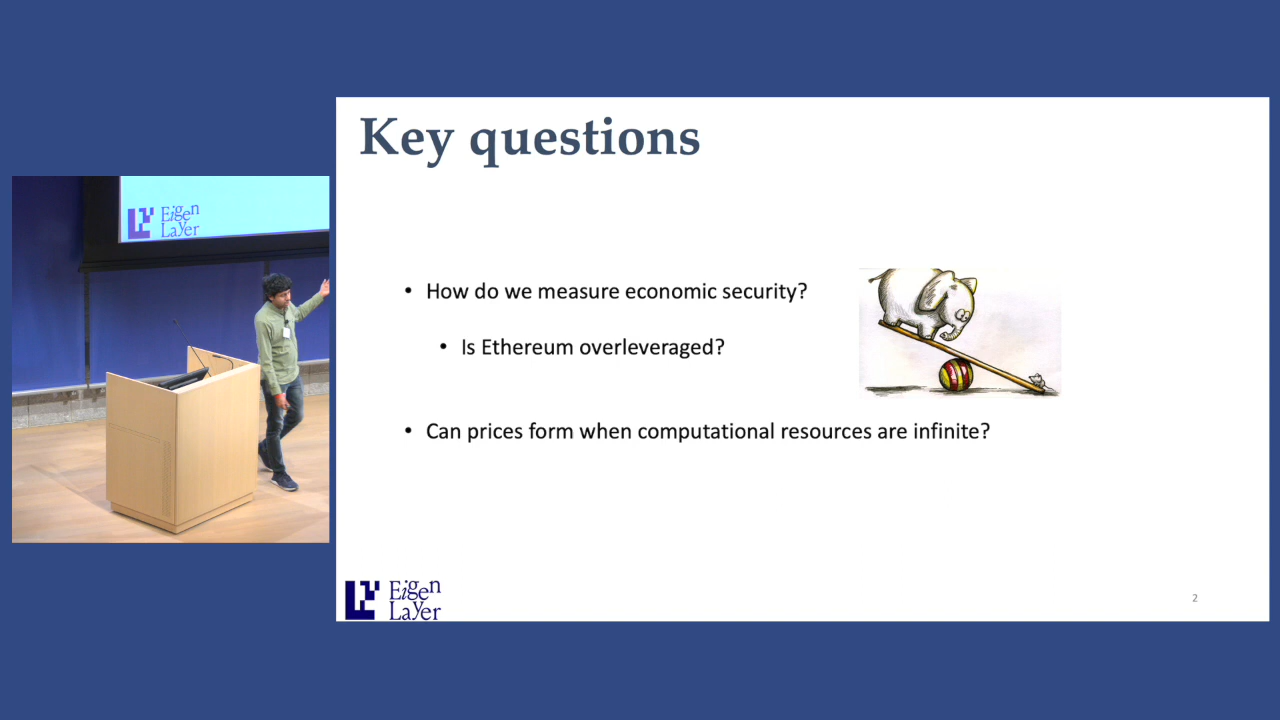 Key questions
Eigen
Layer
• How do we measure economic security?
• Is Ethereum overleveraged?
• Can prices form when computational resources are infinite?
Eigen
Layer
2